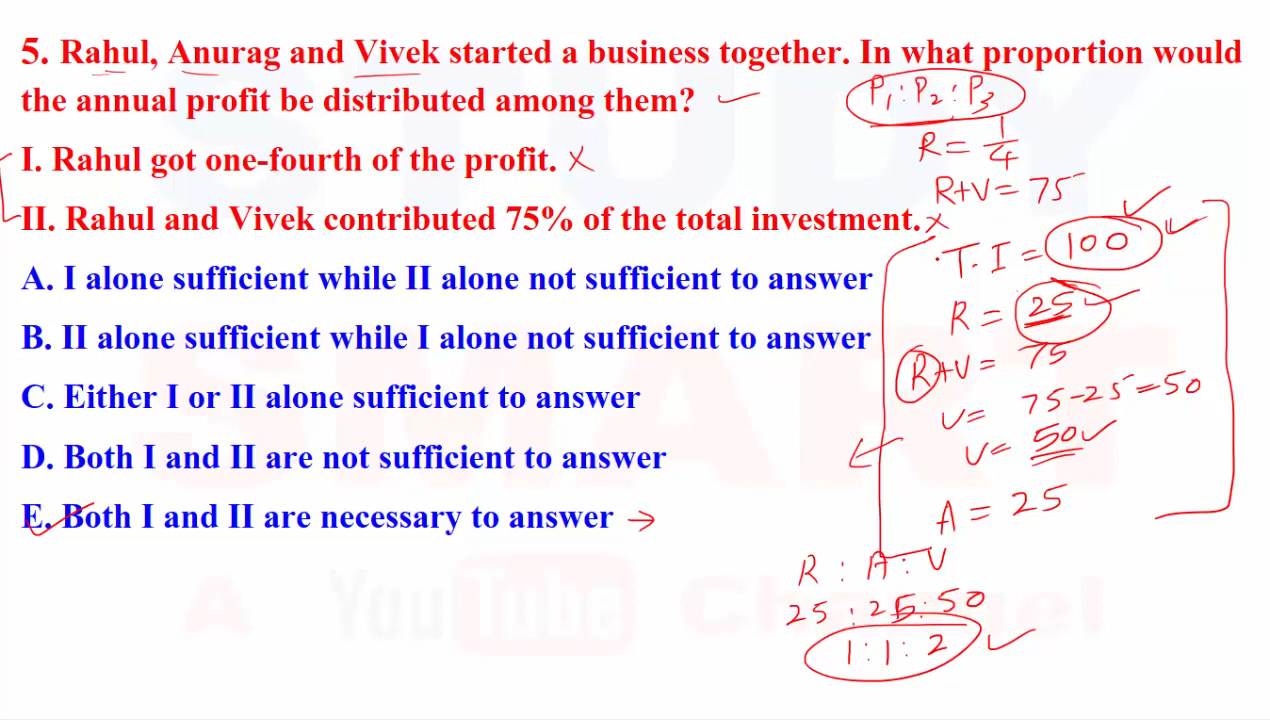 5. Rahul, Anurag and Vivek started a business together. In what proportion would
the annual profit be distributed among them?
P₁:P₂:P₃
R = 1/4
I. Rahul got one-fourth of the profit. ×
R+V = 75
II. Rahul and Vivek contributed 75% of the total investment. ×
T.I = 100
A. I alone sufficient while II alone not sufficient to answer
R = 25
B. II alone sufficient while I alone not sufficient to answer
R+V = 75
V = 75-25=50
C. Either I or II alone sufficient to answer
V = 50
D. Both I and II are not sufficient to answer
A = 25
E. Both I and II are necessary to answer →
R : A : V
25 : 25 : 50
1 : 1 : 2
STUDY
SMART
A YouTube Channel